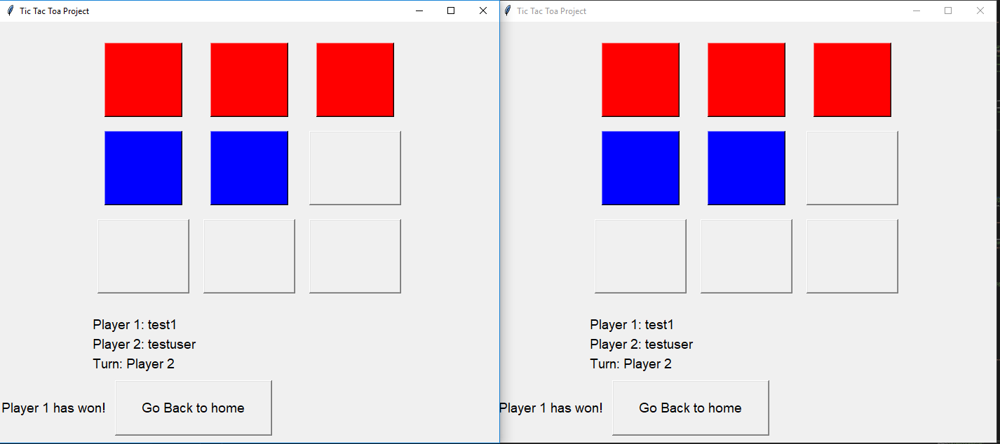 Tic Tac Toa Project
Player 1: test1
Player 2: testuser
Turn: Player 2
Player 1 has won!
Go Back to home
Tic Tac Toa Project
Player 1: test1
Player 2: testuser
Turn: Player 2
Player 1 has won!
Go Back to home